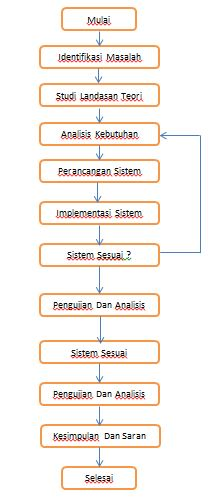 Mulai
Identifikasi Masalah
Studi Landasan Teori
Analisis Kebutuhan
Perancangan Sistem
Implementasi Sistem
Sistem Sesuai ?
Pengujian Dan Analisis
Sistem Sesuai
Pengujian Dan Analisis
Kesimpulan Dan Saran
Selesai